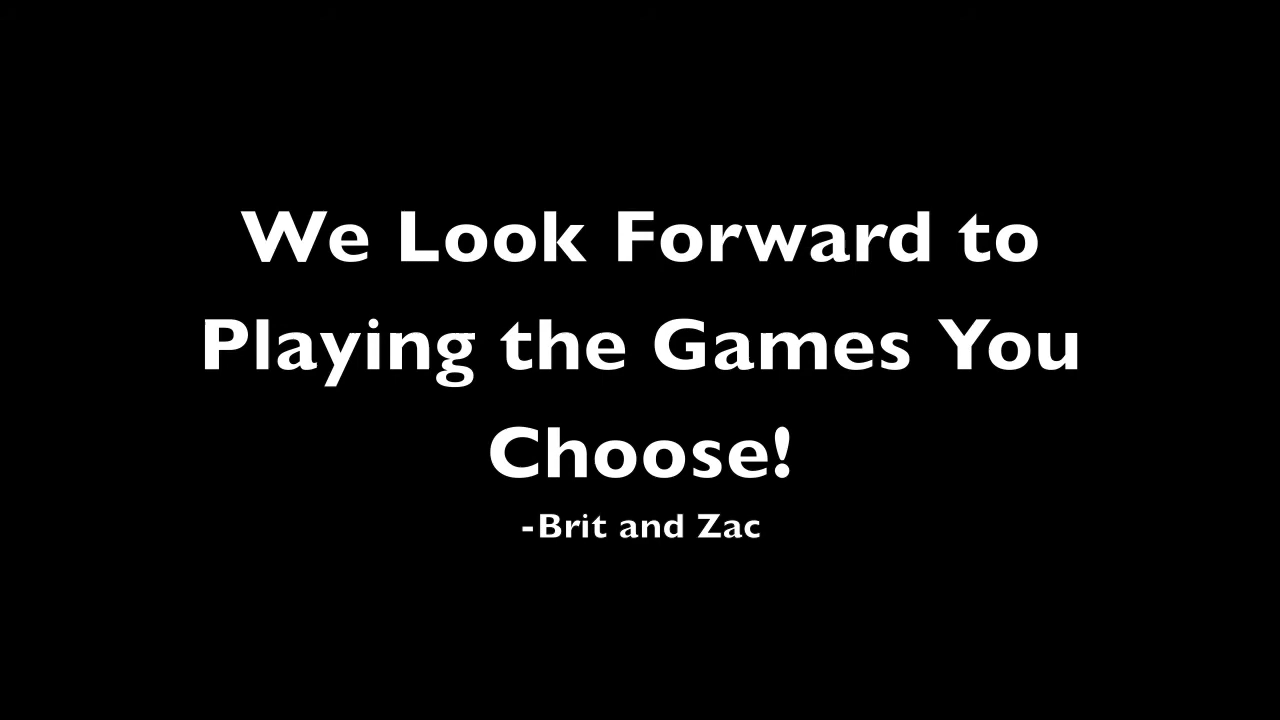 We Look Forward to
Playing the Games You
Choose!
-Brit and Zac